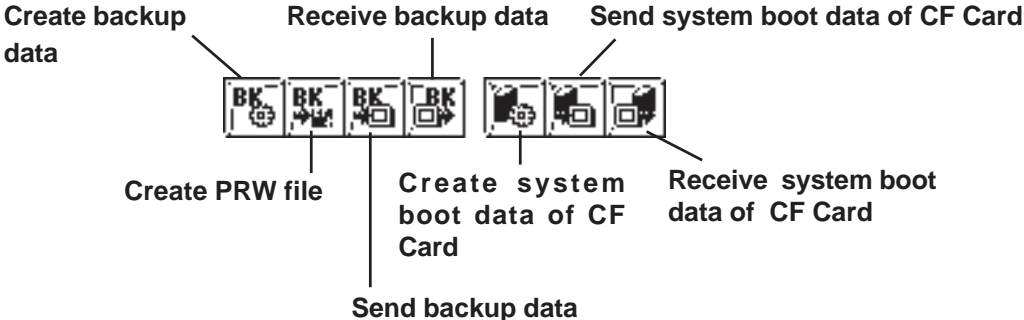 Create backup
data
Receive backup data
Send system boot data of CF Card
BK
BK
BK
BK
Create PRW file
Create system
boot data of CF
Card
Receive system boot
data of CF Card
Send backup data